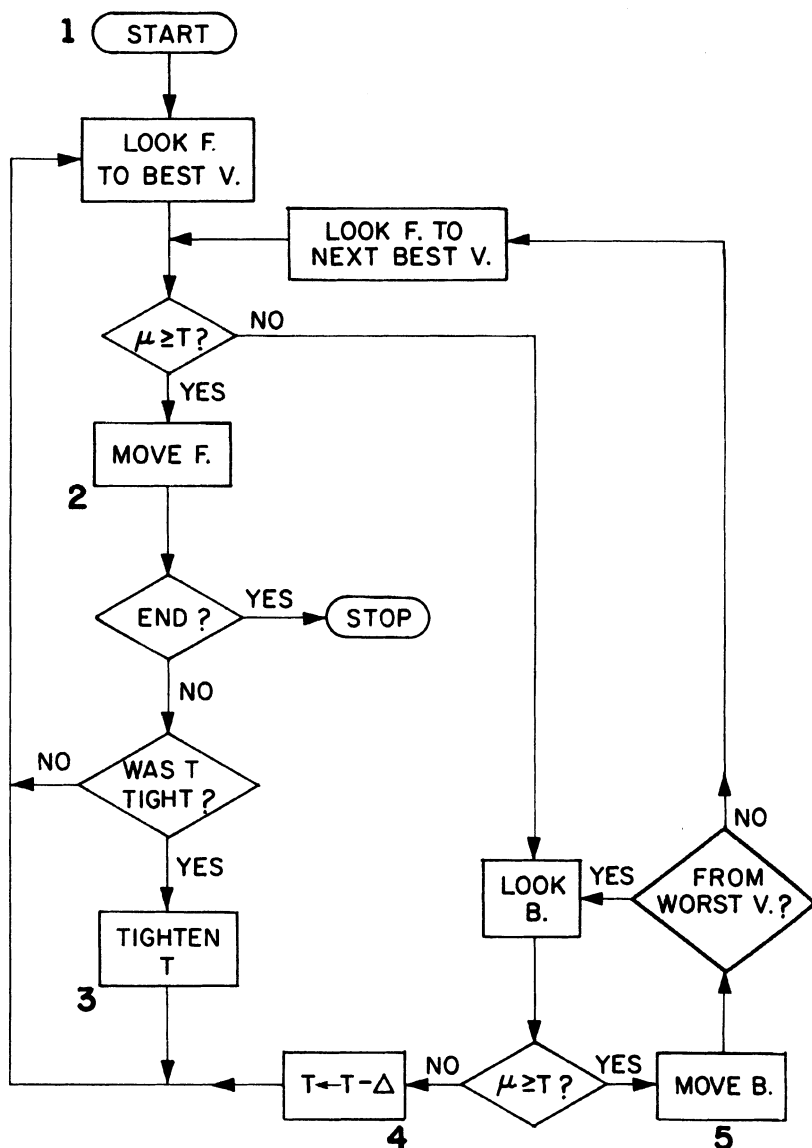 1
START
LOOK F.
TO BEST V.
LOOK F. TO
NEXT BEST V.
μ≥T?
NO
YES
MOVE F.
2
END?
YES
STOP
NO
WAS T
TIGHT?
NO
YES
TIGHTEN
T
3
LOOK
B.
YES
FROM
WORST V.?
NO
T←T-Δ
4
NO
μ≥T?
YES
MOVE B.
5